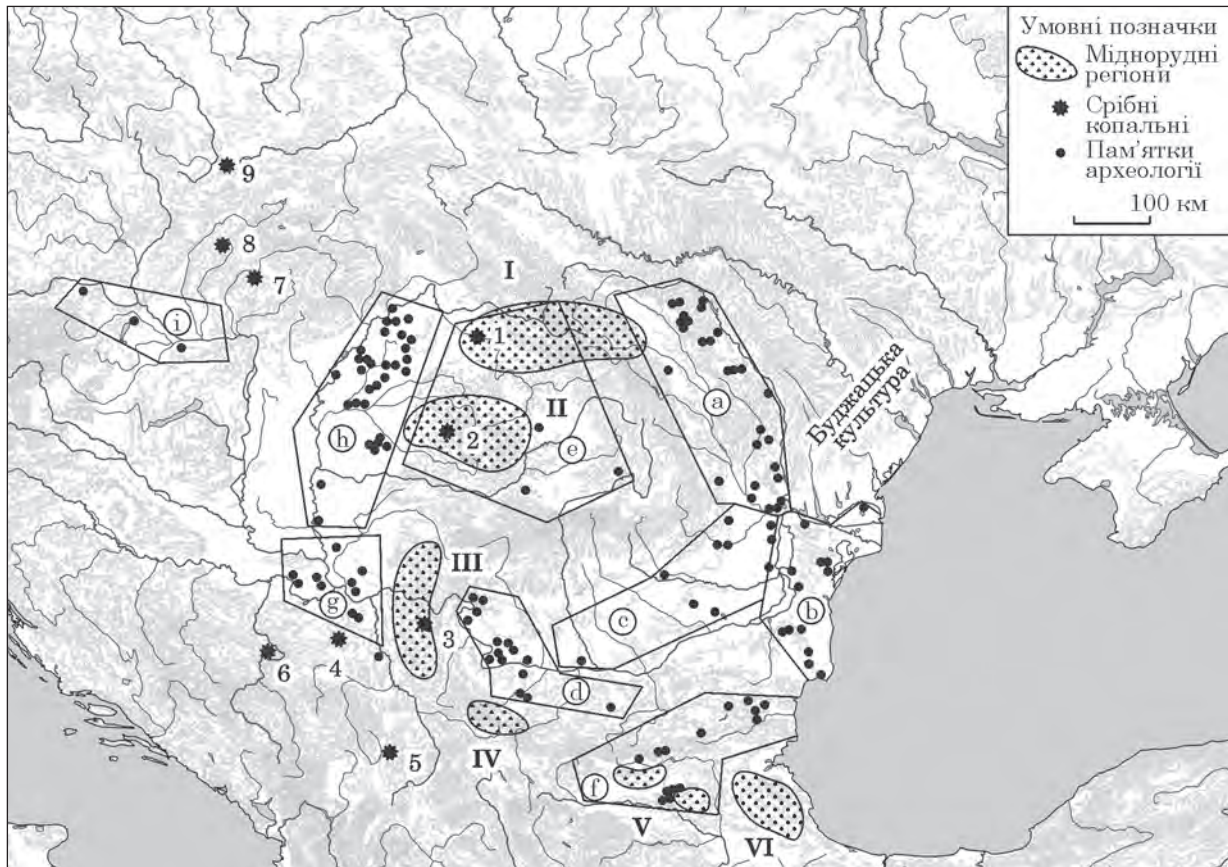 Умовні позначки
Міднорудні
регіони
Срібні
копальні
Пам'ятки
археології
100 км
9
8
7
I
i
1
a
Буджацька
культура
II
h
2
e
III
g
c
b
3
4
6
d
5
IV
f
V
VI